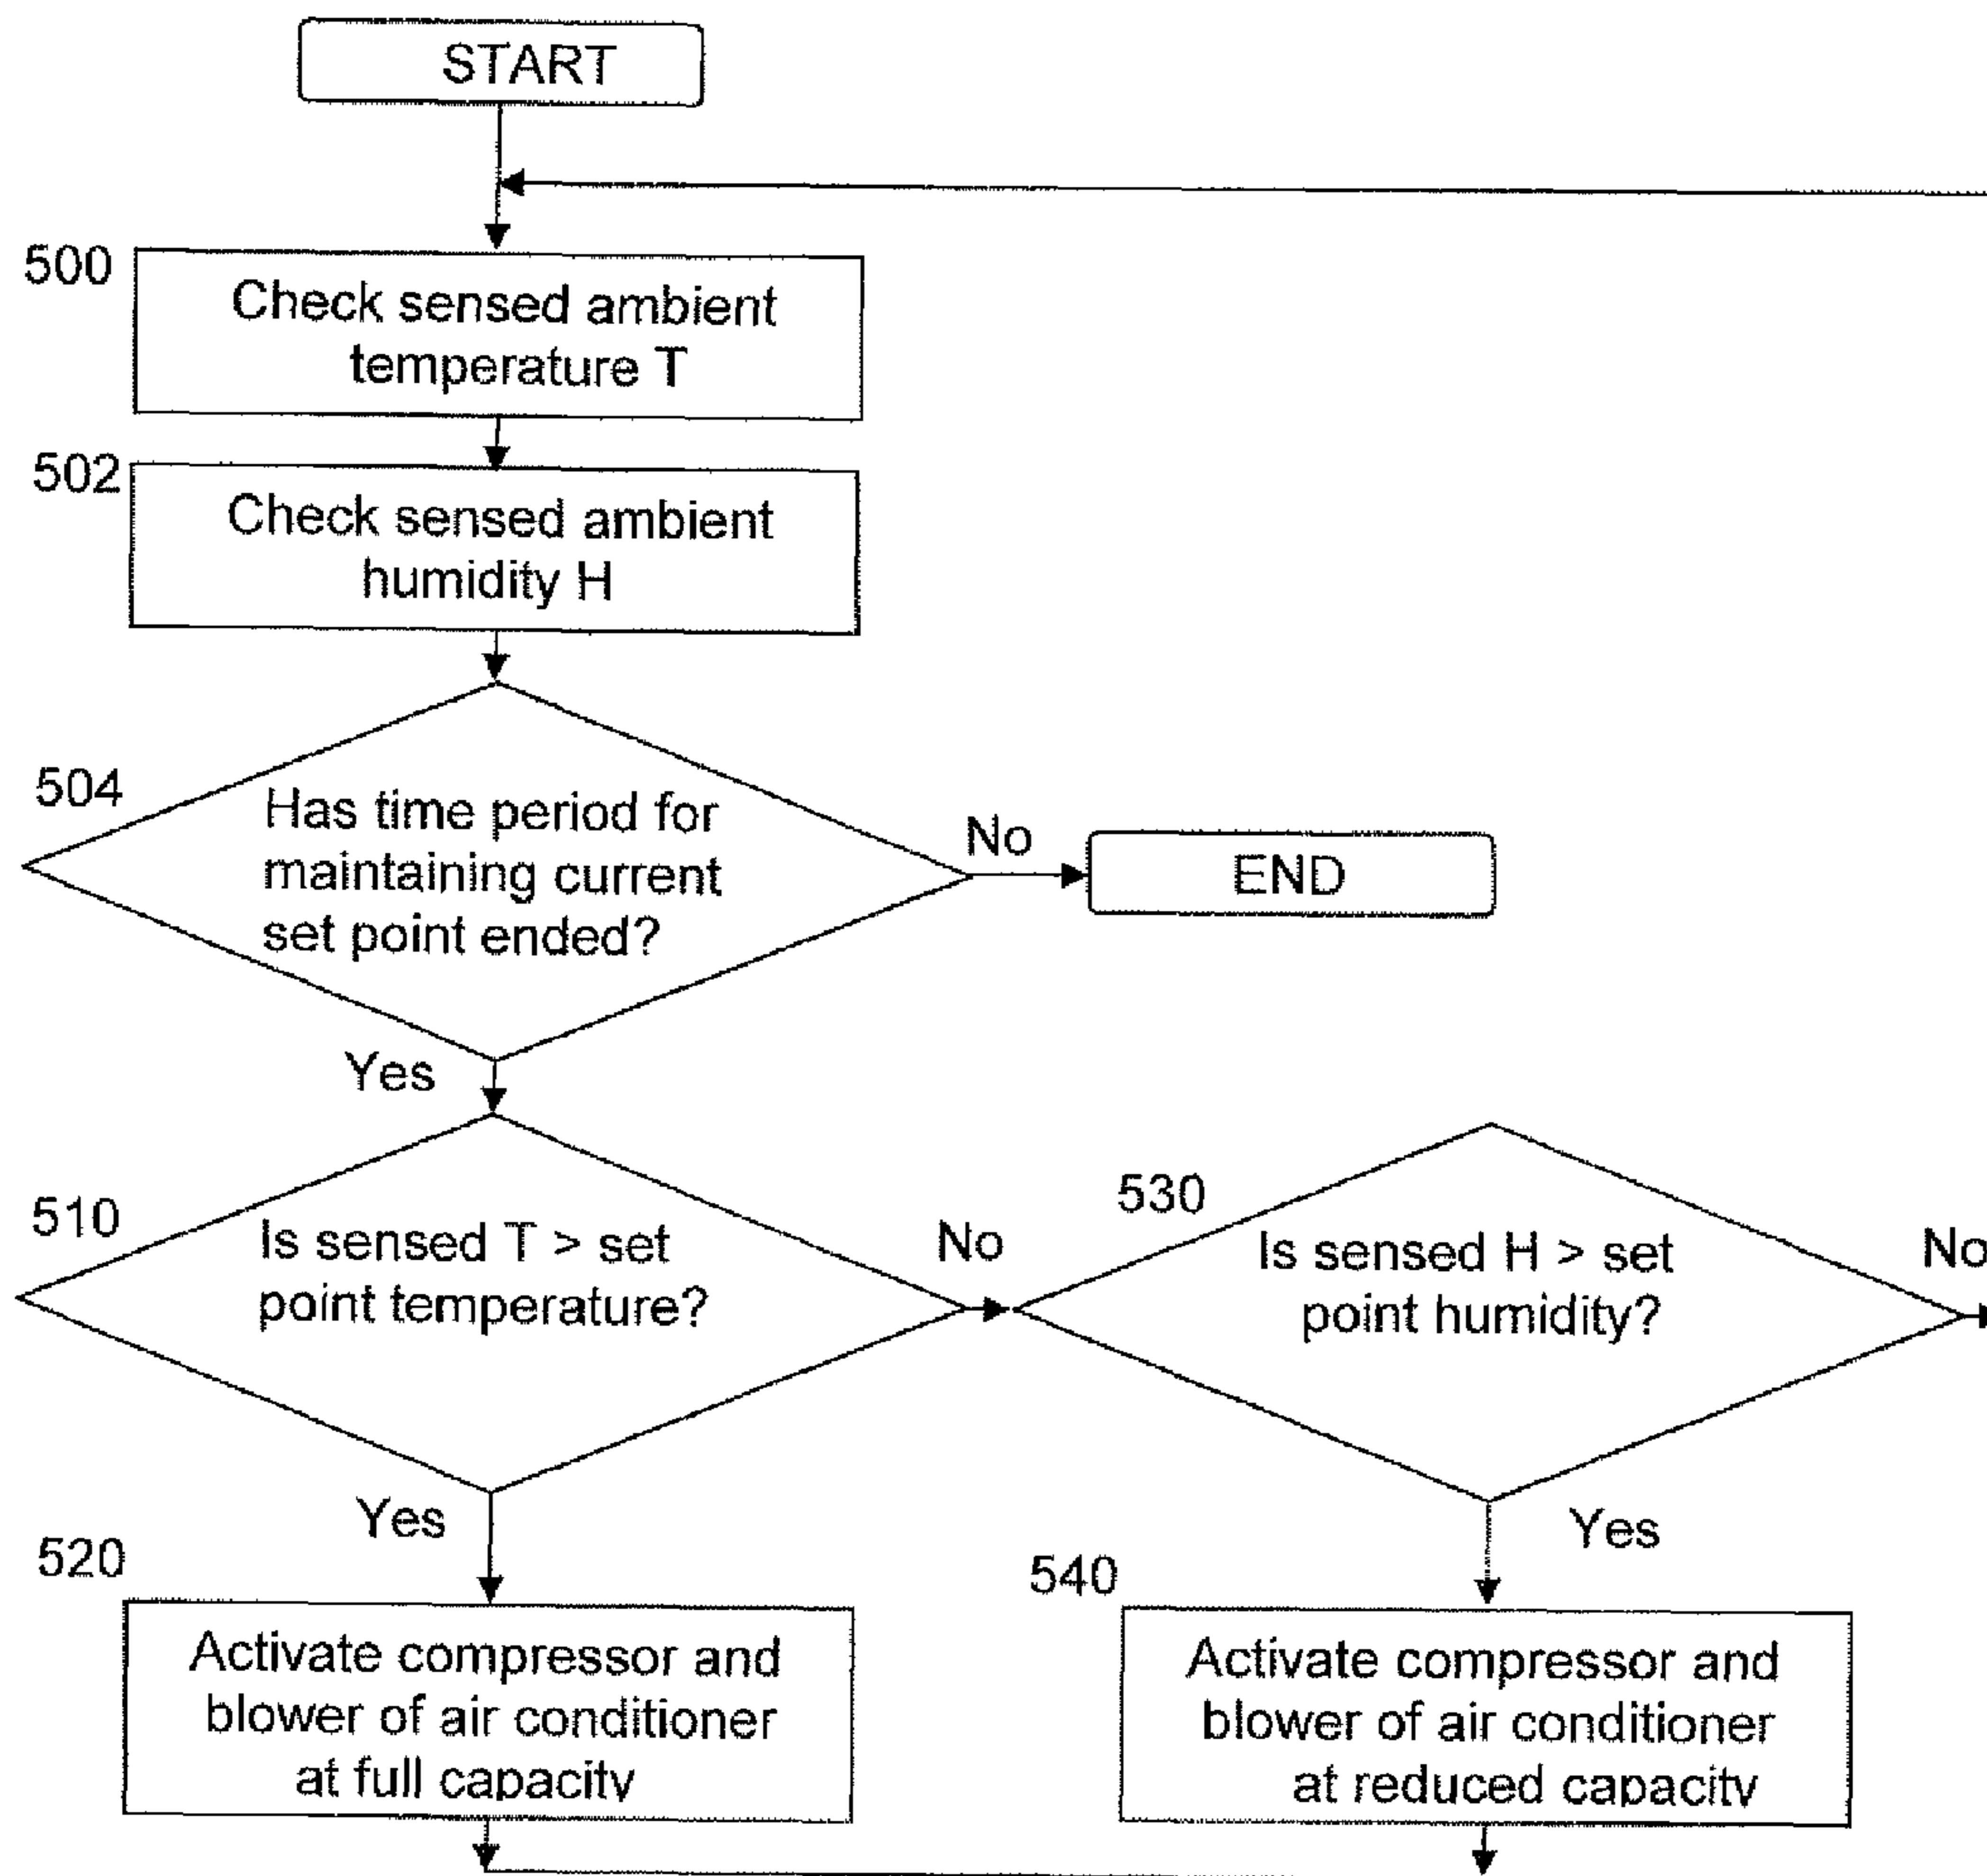 START
500
Check sensed ambient
temperature T
502
Check sensed ambient
humidity H
504
Has time period for
maintaining current
set point ended?
No
END
Yes
510
Is sensed T > set
point temperature?
No
530
Is sensed H > set
point humidity?
No
Yes
520
Activate compressor and
blower of air conditioner
at full capacity
Yes
540
Activate compressor and
blower of air conditioner
at reduced capacity